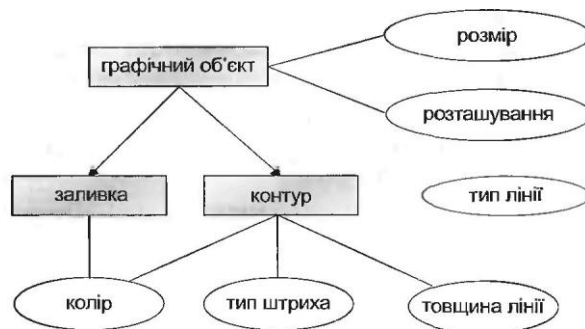 розмір
графічний об'єкт
розташування
заливка
контур
тип лінії
колір
тип штриха
товщина лінії